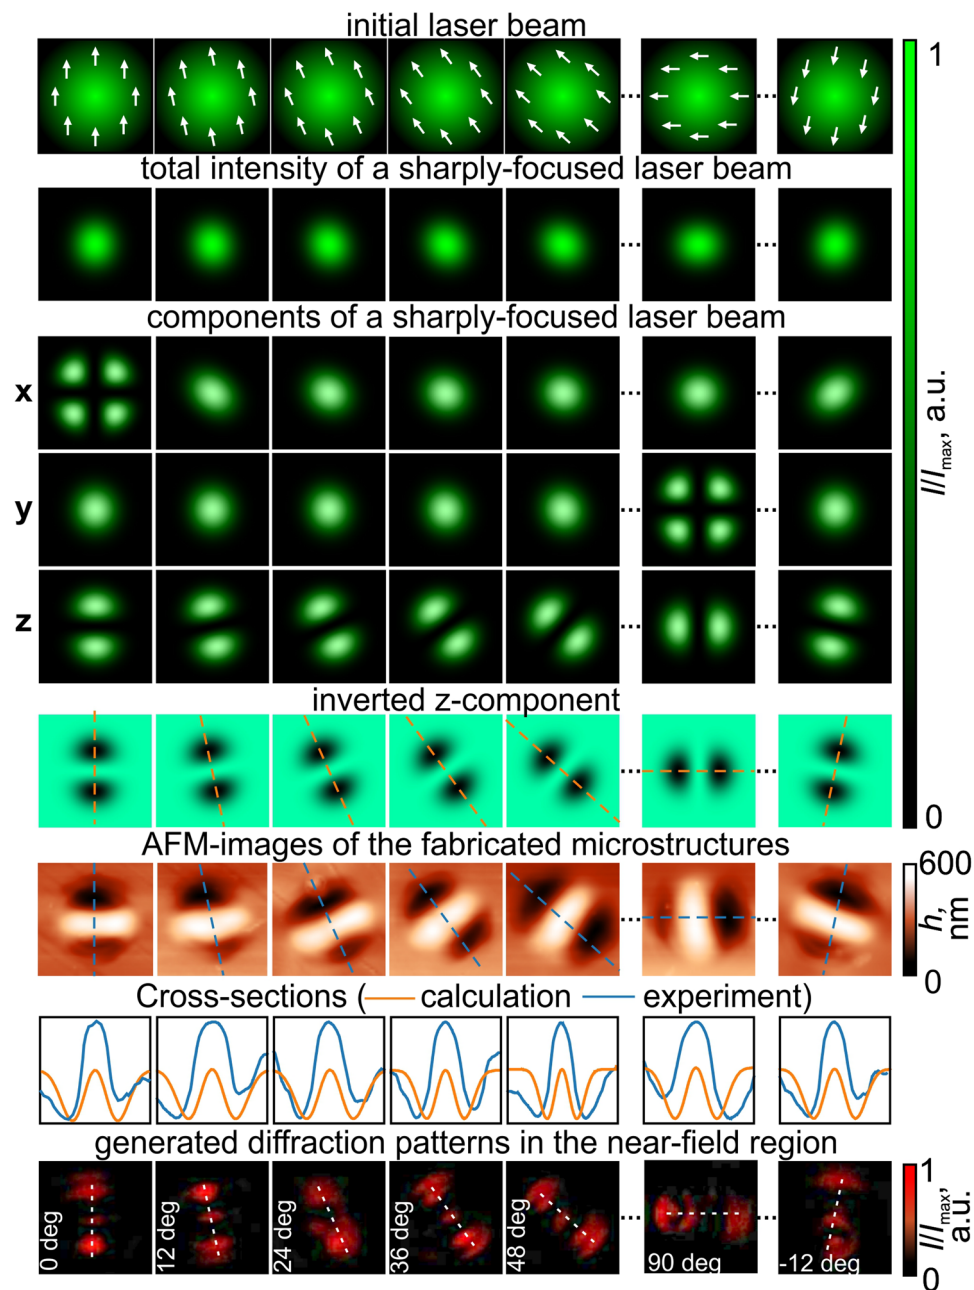 initial laser beam
1
total intensity of a sharply-focused laser beam
components of a sharply-focused laser beam
x
I/Imax, a.u.
y
z
inverted z-component
0
AFM-images of the fabricated microstructures
600
h, nm
0
Cross-sections ( calculation experiment)
generated diffraction patterns in the near-field region
1
I/Imax, a.u.
0
0 deg
12 deg
24 deg
36 deg
48 deg
90 deg
-12 deg